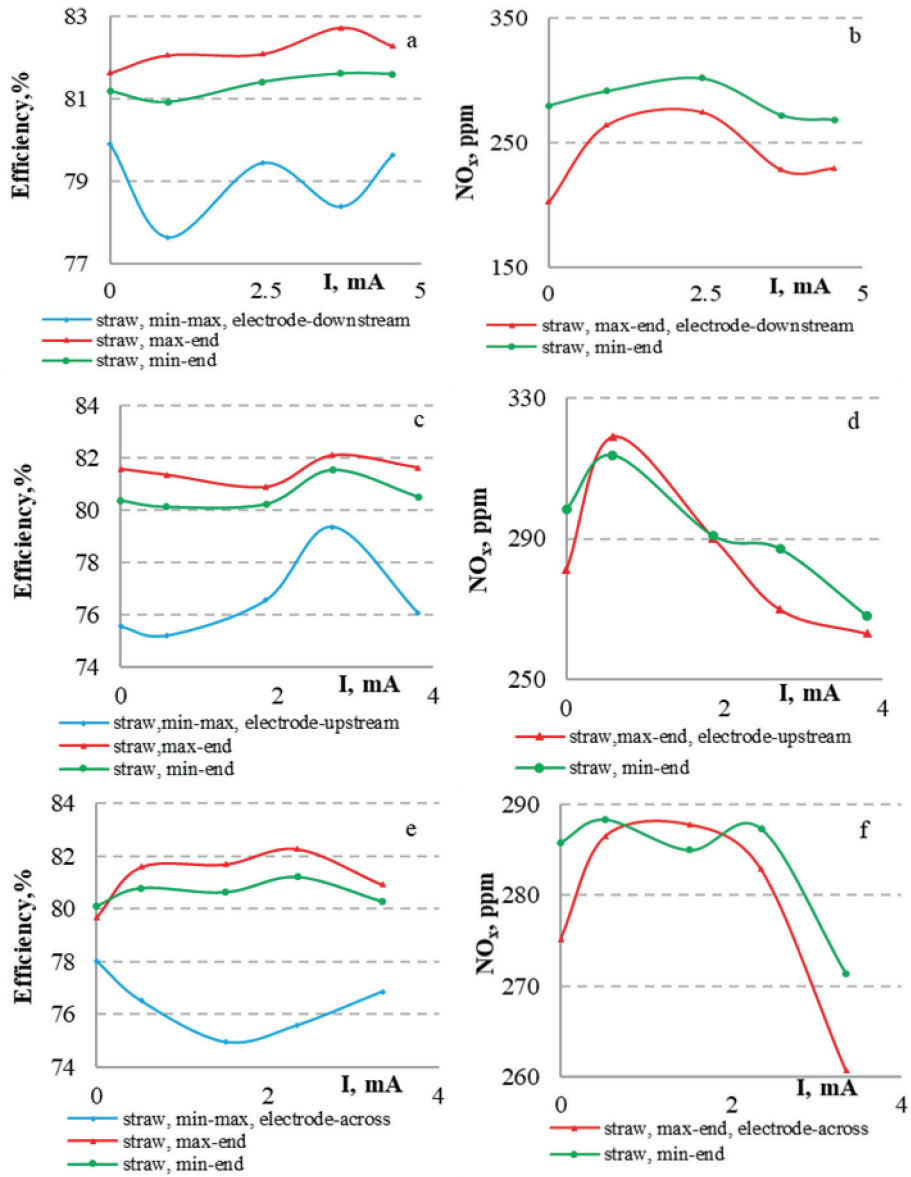 83
81
79
77
Efficiency,%
a
0
2.5
5
I, mA
straw, min-max, electrode-downstream
straw, max-end
straw, min-end
350
250
150
NOx, ppm
b
0
2.5
5
I, mA
straw, max-end, electrode-downstream
straw, min-end
84
82
80
78
76
74
Efficiency,%
c
0
2
4
I, mA
straw,min-max, electrode-upstream
straw,max-end
straw, min-end
330
290
250
NOx, ppm
d
0
2
4
I, mA
straw,max-end, electrode-upstream
straw, min-end
84
82
80
78
76
74
Efficiency,%
e
0
2
4
I, mA
straw, min-max, electrode-across
straw, max-end
straw, min-end
290
280
270
260
NOx, ppm
f
0
2
4
I, mA
straw, max-end, electrode-across
straw, min-end